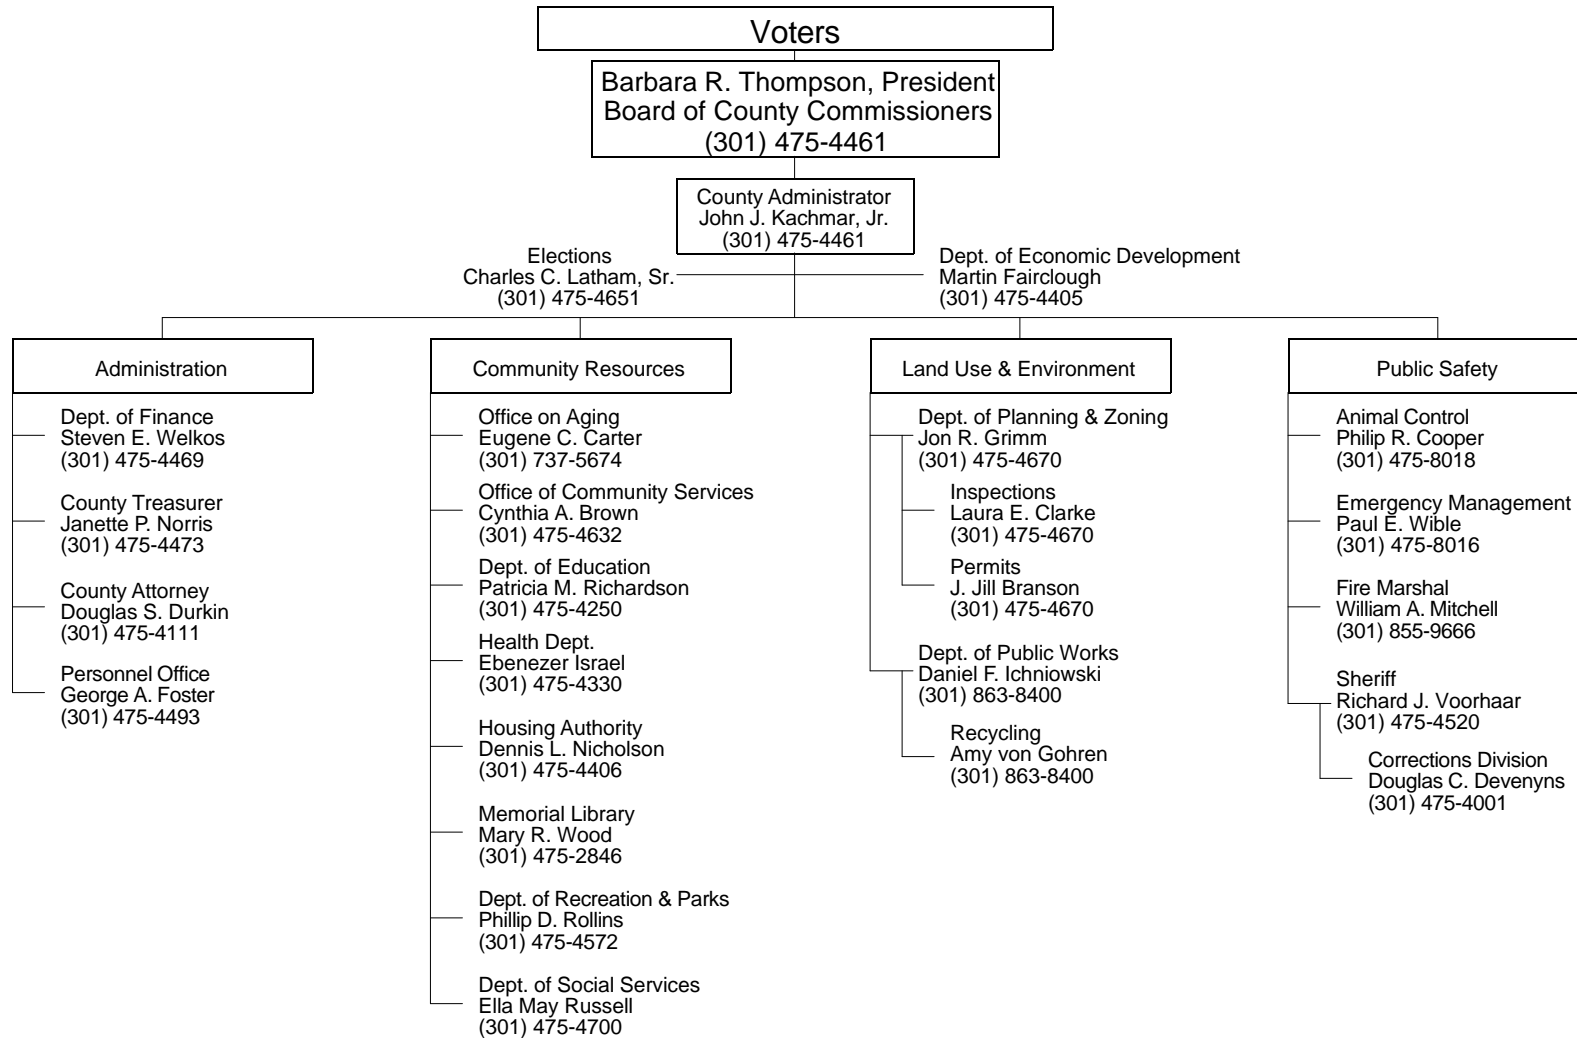 Voters
Barbara R. Thompson, President
Board of County Commissioners
(301) 475-4461
County Administrator
John J. Kachmar, Jr.
(301) 475-4461
Elections
Charles C. Latham, Sr.
(301) 475-4651
Dept. of Economic Development
Martin Fairclough
(301) 475-4405
Administration
Dept. of Finance
Steven E. Welkos
(301) 475-4469
County Treasurer
Janette P. Norris
(301) 475-4473
County Attorney
Douglas S. Durkin
(301) 475-4111
Personnel Office
George A. Foster
(301) 475-4493
Community Resources
Office on Aging
Eugene C. Carter
(301) 737-5674
Office of Community Services
Cynthia A. Brown
(301) 475-4632
Dept. of Education
Patricia M. Richardson
(301) 475-4250
Health Dept.
Ebenezer Israel
(301) 475-4330
Housing Authority
Dennis L. Nicholson
(301) 475-4406
Memorial Library
Mary R. Wood
(301) 475-2846
Dept. of Recreation & Parks
Phillip D. Rollins
(301) 475-4572
Dept. of Social Services
Ella May Russell
(301) 475-4700
Land Use & Environment
Dept. of Planning & Zoning
Jon R. Grimm
(301) 475-4670
Inspections
Laura E. Clarke
(301) 475-4670
Permits
J. Jill Branson
(301) 475-4670
Dept. of Public Works
Daniel F. Ichniowski
(301) 863-8400
Recycling
Amy von Gohren
(301) 863-8400
Public Safety
Animal Control
Philip R. Cooper
(301) 475-8018
Emergency Management
Paul E. Wible
(301) 475-8016
Fire Marshal
William A. Mitchell
(301) 855-9666
Sheriff
Richard J. Voorhaar
(301) 475-4520
Corrections Division
Douglas C. Devenyns
(301) 475-4001